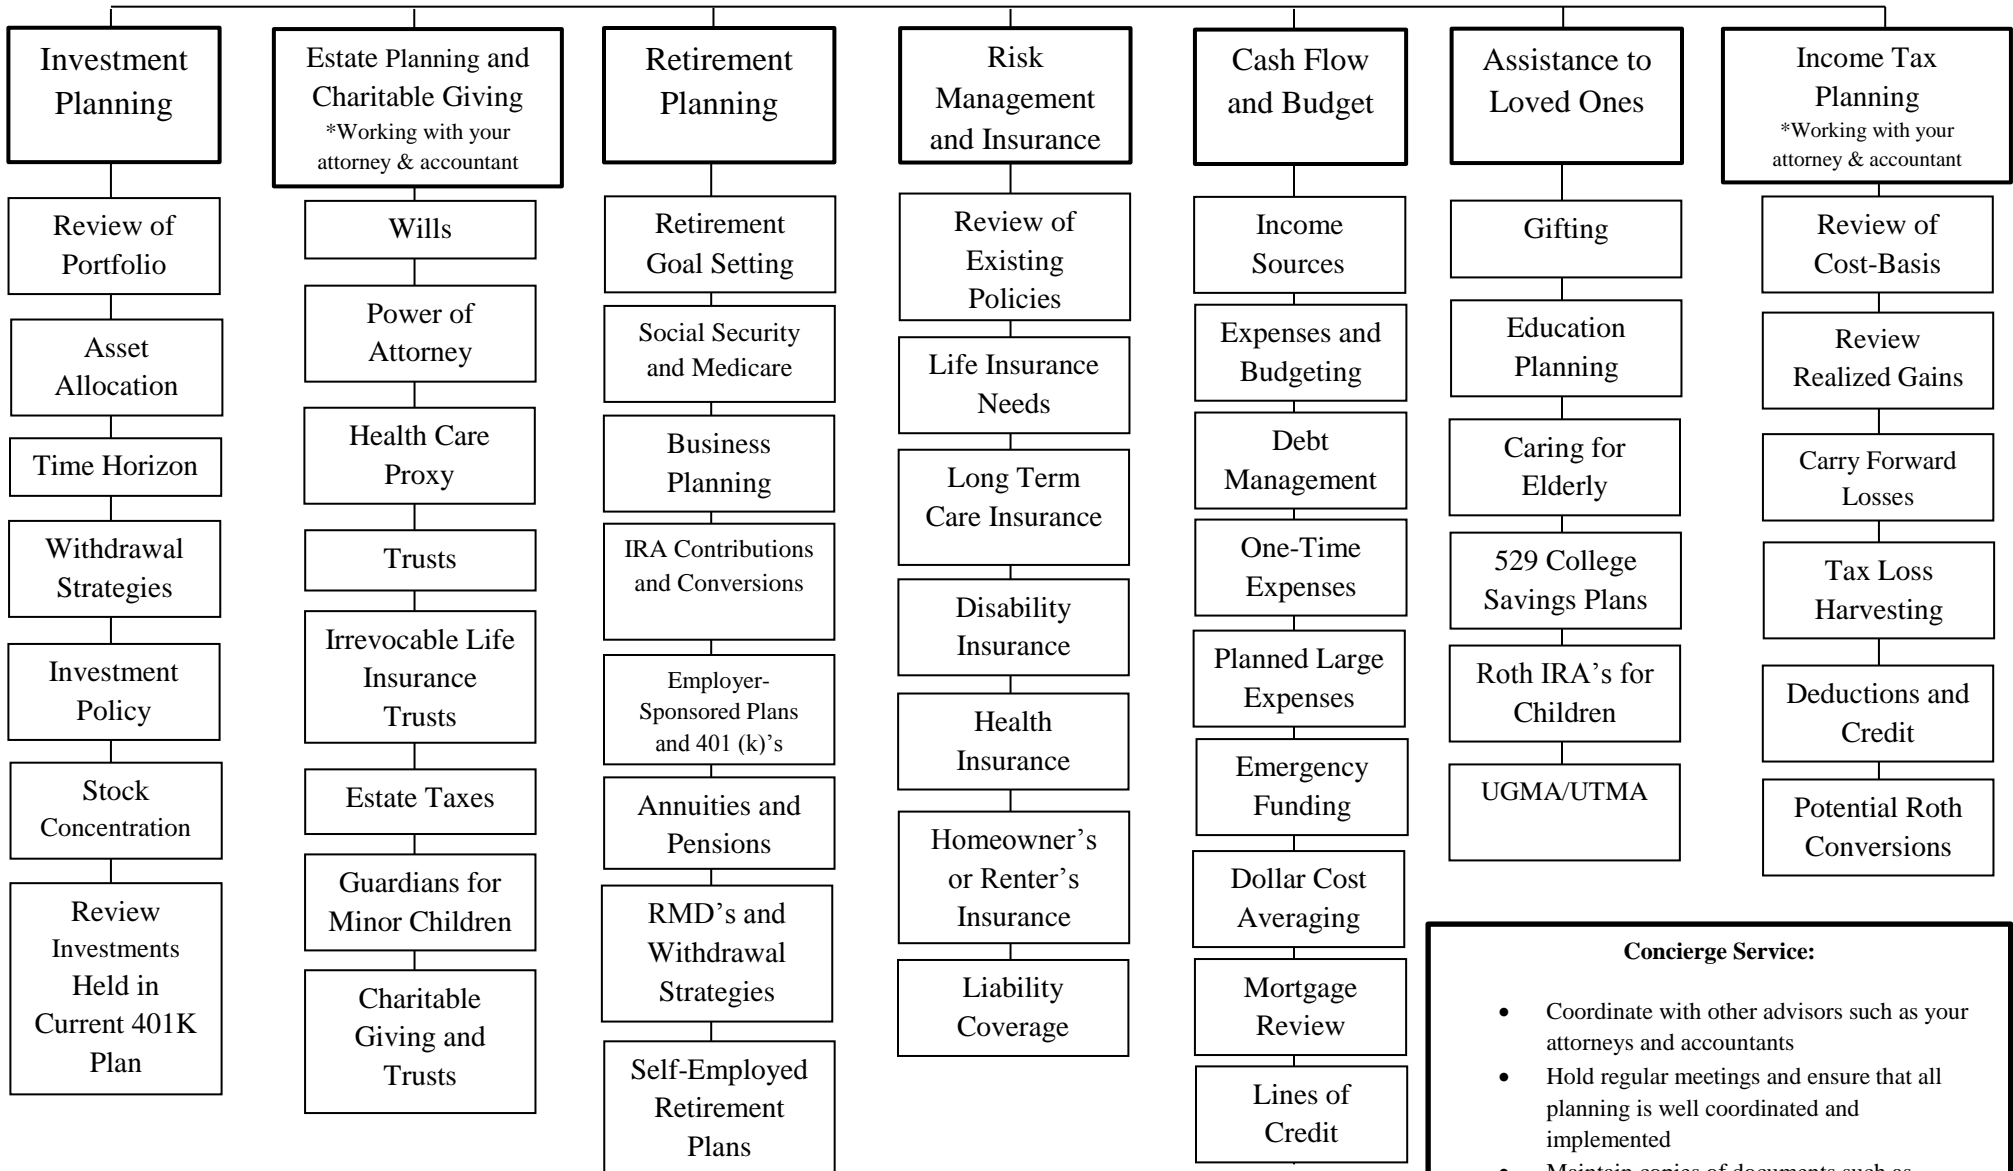 Investment
Planning
Review of
Portfolio
Asset
Allocation
Time Horizon
Withdrawal
Strategies
Investment
Policy
Stock
Concentration
Review
Investments
Held in
Current 401K
Plan
Estate Planning and
Charitable Giving
*Working with your
attorney & accountant
Wills
Power of
Attorney
Health Care
Proxy
Trusts
Irrevocable Life
Insurance
Trusts
Estate Taxes
Guardians for
Minor Children
Charitable
Giving and
Trusts
Retirement
Planning
Retirement
Goal Setting
Social Security
and Medicare
Business
Planning
IRA Contributions
and Conversions
Employer-
Sponsored Plans
and 401 (k)’s
Annuities and
Pensions
RMD’s and
Withdrawal
Strategies
Self-Employed
Retirement
Plans
Risk
Management
and Insurance
Review of
Existing
Policies
Life Insurance
Needs
Long Term
Care Insurance
Disability
Insurance
Health
Insurance
Homeowner’s
or Renter’s
Insurance
Liability
Coverage
Cash Flow
and Budget
Income
Sources
Expenses and
Budgeting
Debt
Management
One-Time
Expenses
Planned Large
Expenses
Emergency
Funding
Dollar Cost
Averaging
Mortgage
Review
Lines of
Credit
Assistance to
Loved Ones
Gifting
Education
Planning
Caring for
Elderly
529 College
Savings Plans
Roth IRA’s for
Children
UGMA/UTMA
Income Tax
Planning
*Working with your
attorney & accountant
Review of
Cost-Basis
Review
Realized Gains
Carry Forward
Losses
Tax Loss
Harvesting
Deductions and
Credit
Potential Roth
Conversions
Concierge Service:
• Coordinate with other advisors such as your
attorneys and accountants
• Hold regular meetings and ensure that all
planning is well coordinated and
implemented
• Maintain copies of documents such as